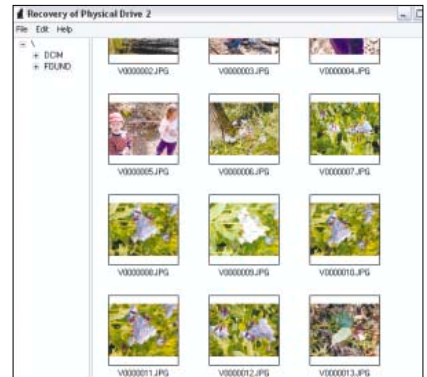 Recovery of Physical Drive 2
File Edit Help
\
DCIM
FOUND
V0000002.JPG V0000003.JPG V0000004.JPG
V0000005.JPG V0000006.JPG V0000007.JPG
V0000008.JPG V0000009.JPG V0000010.JPG
V0000011.JPG V0000012.JPG V0000013.JPG